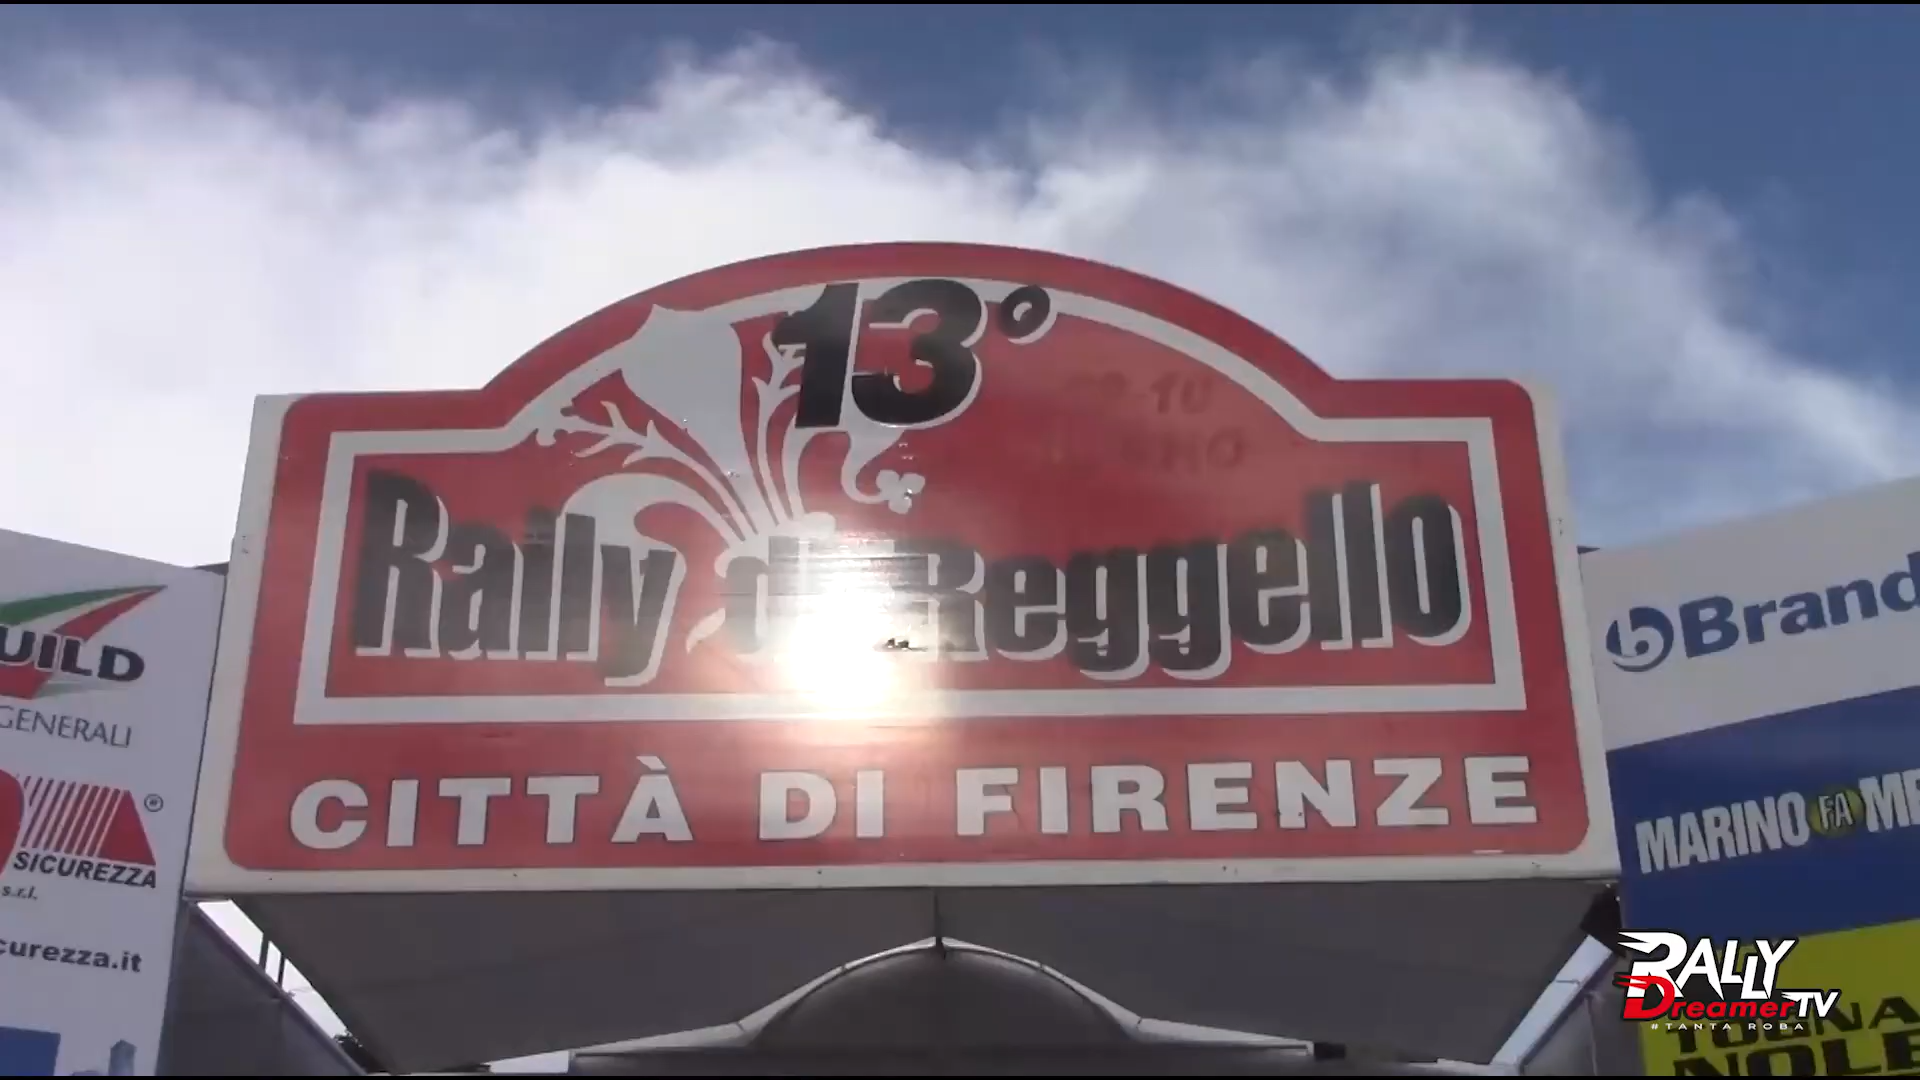 13°
Rally di Reggello
CITTÀ DI FIRENZE
UILD
GENERALI
SICUREZZA
s.r.l.
curezza.it
Brand
MARINO FA ME
NOLE
RALLY
Dreamer TV
#TANTA ROBA